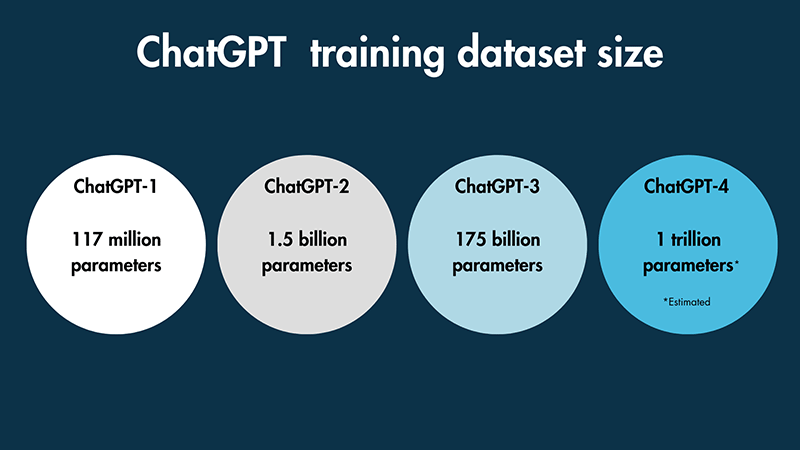 ChatGPT training dataset size
ChatGPT-1
117 million
parameters
ChatGPT-2
1.5 billion
parameters
ChatGPT-3
175 billion
parameters
ChatGPT-4
1 trillion
parameters*
*Estimated